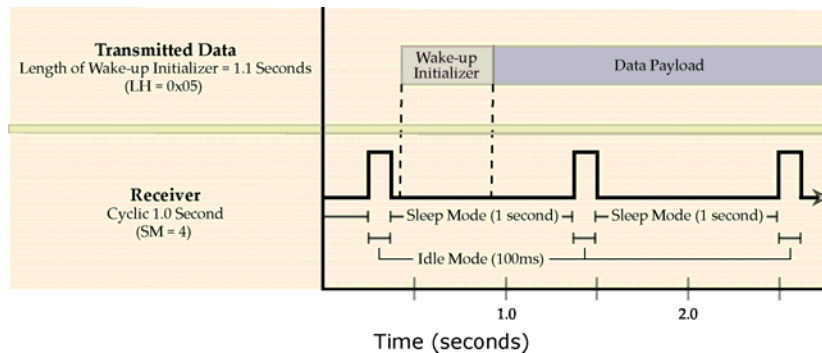 Transmitted Data
Length of Wake-up Initializer = 1.1 Seconds
(LH = 0x05)
Wake-up
Initializer
Data Payload
Receiver
Cyclic 1.0 Second
(SM = 4)
Sleep Mode (1 second)
Sleep Mode (1 second)
Idle Mode (100ms)
1.0
2.0
Time (seconds)